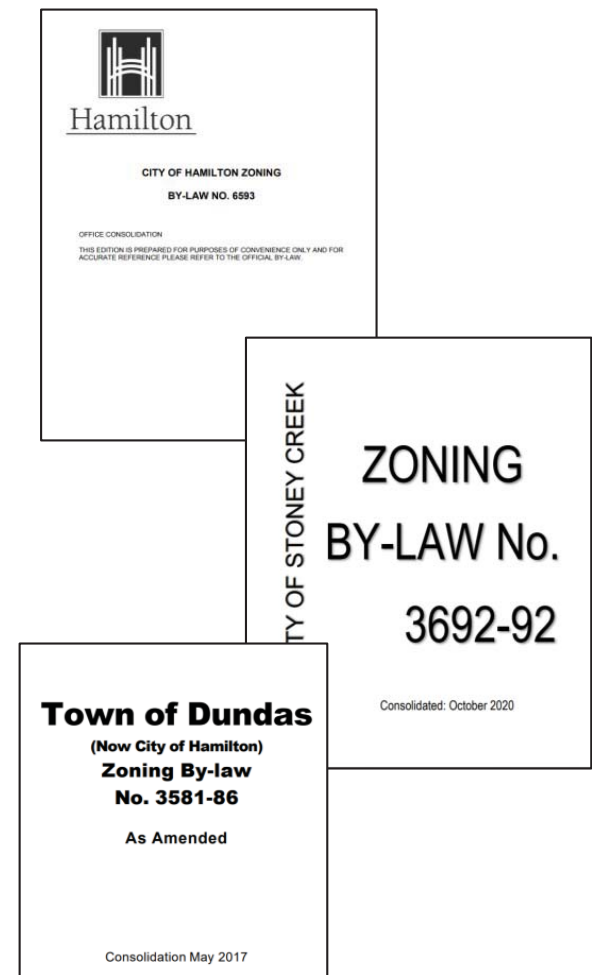 Hamilton
CITY OF HAMILTON ZONING
BY-LAW NO. 6593
OFFICE CONSOLIDATION
THIS EDITION IS PREPARED FOR PURPOSES OF CONVENIENCE ONLY AND FOR
ACCURATE REFERENCE PLEASE REFER TO THE OFFICIAL BY-LAW.
TY OF STONEY CREEK
ZONING
BY-LAW No.
3692-92
Consolidated: October 2020
Town of Dundas
(Now City of Hamilton)
Zoning By-law
No. 3581-86
As Amended
Consolidation May 2017